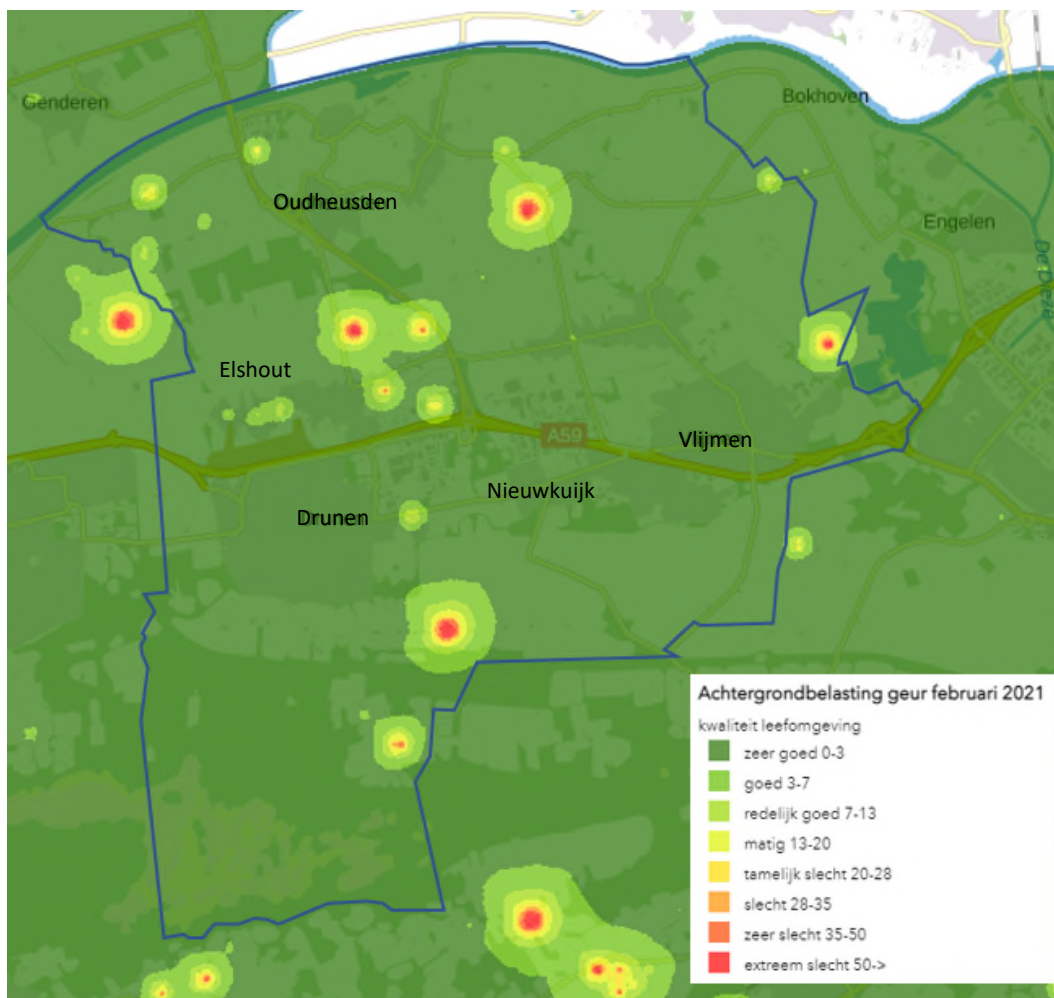 Genderen
Bokhoven
Oudheusden
Engelen
De Dieze
Elshout
A59
Vlijmen
Nieuwkuijk
Drunen
Achtergrondbelasting geur februari 2021
kwaliteit leefomgeving
zeer goed 0-3
goed 3-7
redelijk goed 7-13
matig 13-20
tamelijk slecht 20-28
slecht 28-35
zeer slecht 35-50
extreem slecht 50->